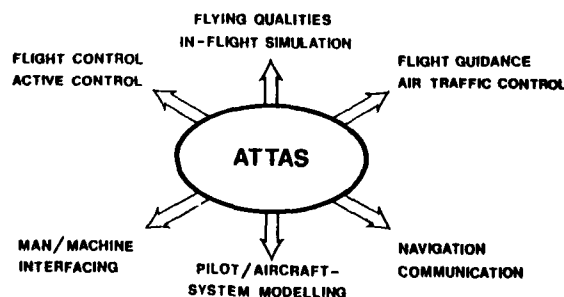 FLYING QUALITIES
IN-FLIGHT SIMULATION
FLIGHT CONTROL
ACTIVE CONTROL
FLIGHT GUIDANCE
AIR TRAFFIC CONTROL
ATTAS
MAN/MACHINE
INTERFACING
PILOT/AIRCRAFT-
SYSTEM MODELLING
NAVIGATION
COMMUNICATION